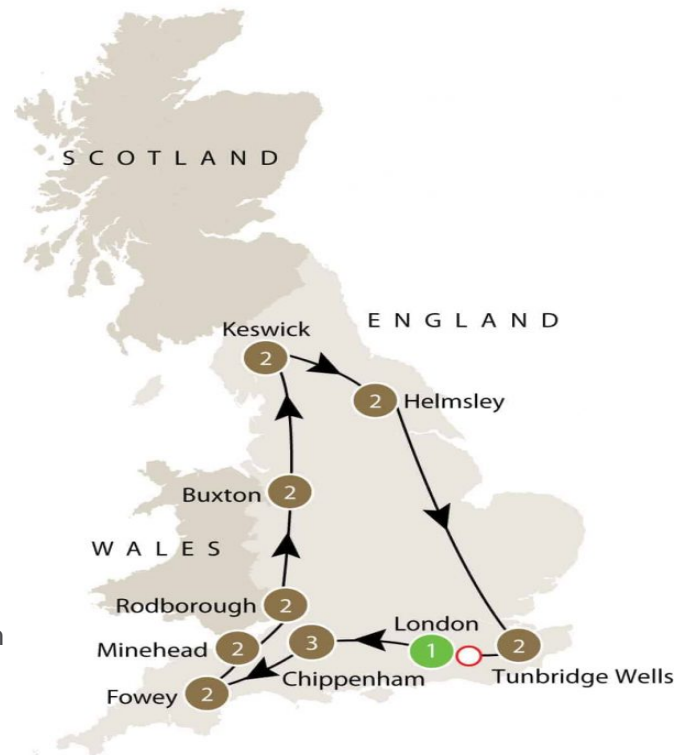 SCOTLAND
ENGLAND
Keswick
2
2
Helmsley
Buxton
2
WALES
Rodborough
2
London
Minehead
2
3
1
2
Chippenham
Tunbridge Wells
Fowey
2